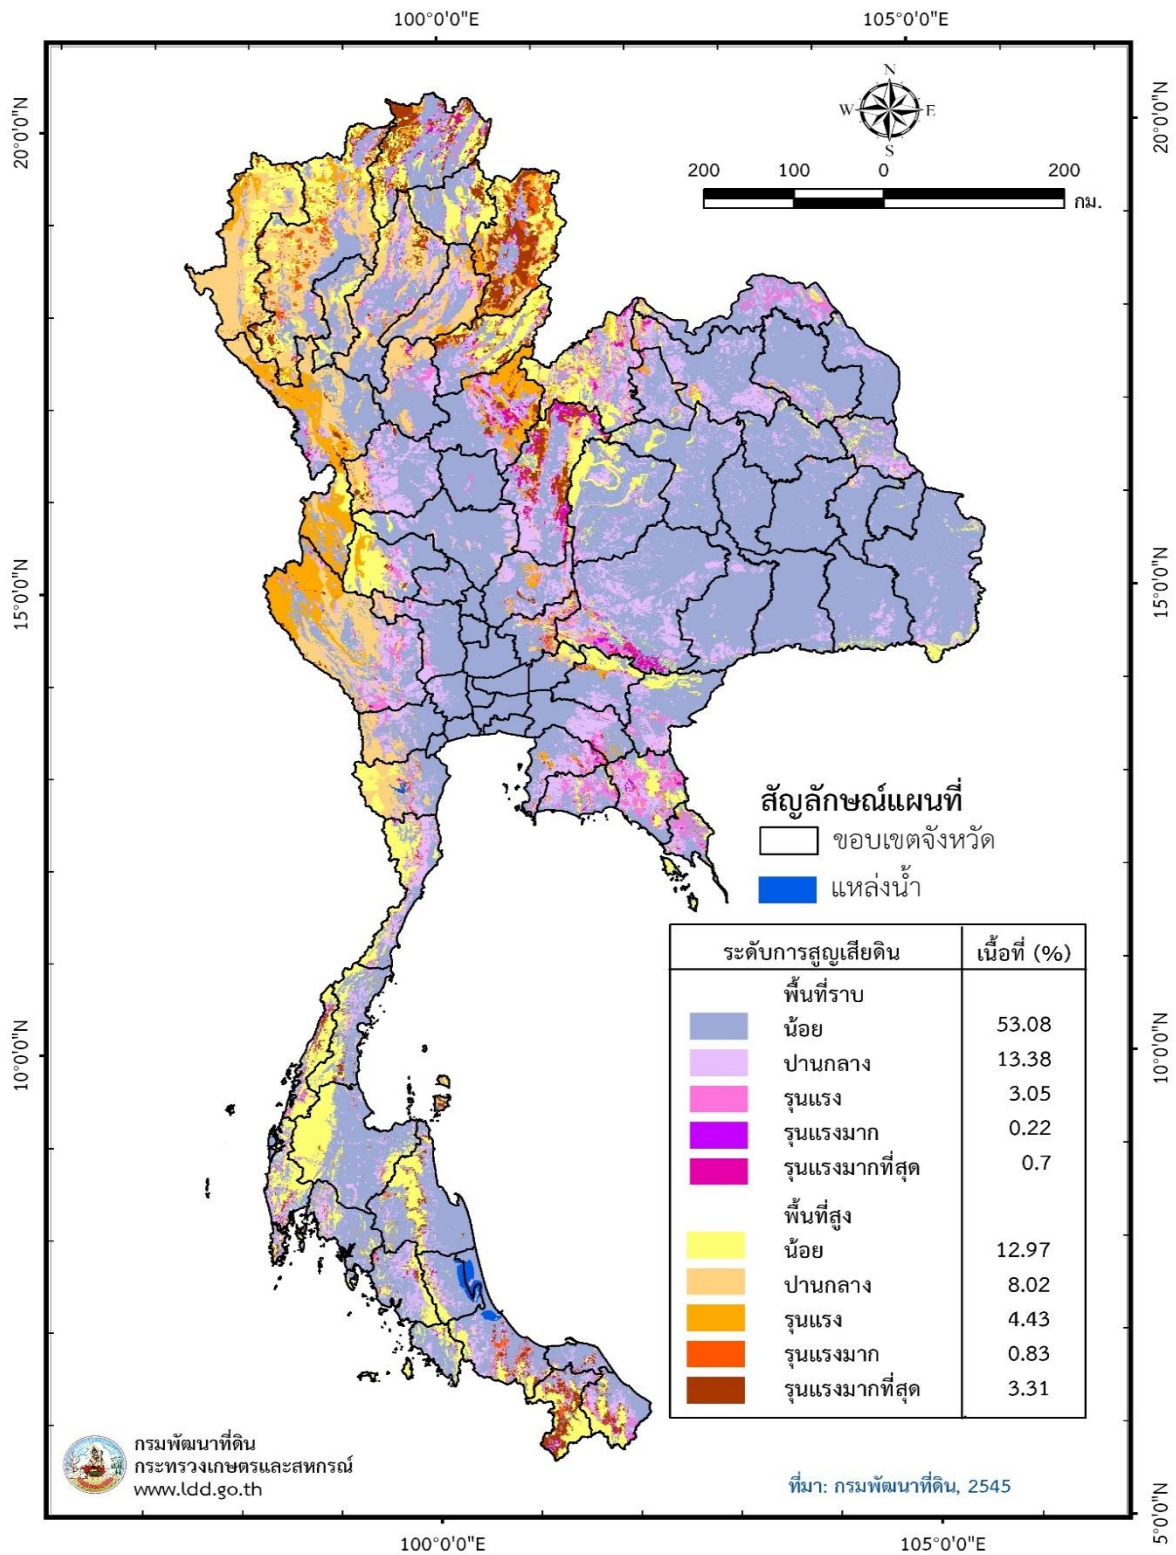 100°0'0"E
105°0'0"E
20°0'0"N
20°0'0"N
N
W
E
S
200
100
0
200
กม.
15°0'0"N
15°0'0"N
สัญลักษณ์แผนที่
ขอบเขตจังหวัด
แหล่งน้ำ
ระดับการสูญเสียดิน เนื้อที่ (%)
พื้นที่ราบ
น้อย 53.08
ปานกลาง 13.38
รุนแรง 3.05
รุนแรงมาก 0.22
รุนแรงมากที่สุด 0.7
พื้นที่สูง
น้อย 12.97
ปานกลาง 8.02
รุนแรง 4.43
รุนแรงมาก 0.83
รุนแรงมากที่สุด 3.31
10°0'0"N
10°0'0"N
กรมพัฒนาที่ดิน
กระทรวงเกษตรและสหกรณ์
www.ldd.go.th
ที่มา: กรมพัฒนาที่ดิน, 2545
5°0'0"N
100°0'0"E
105°0'0"E